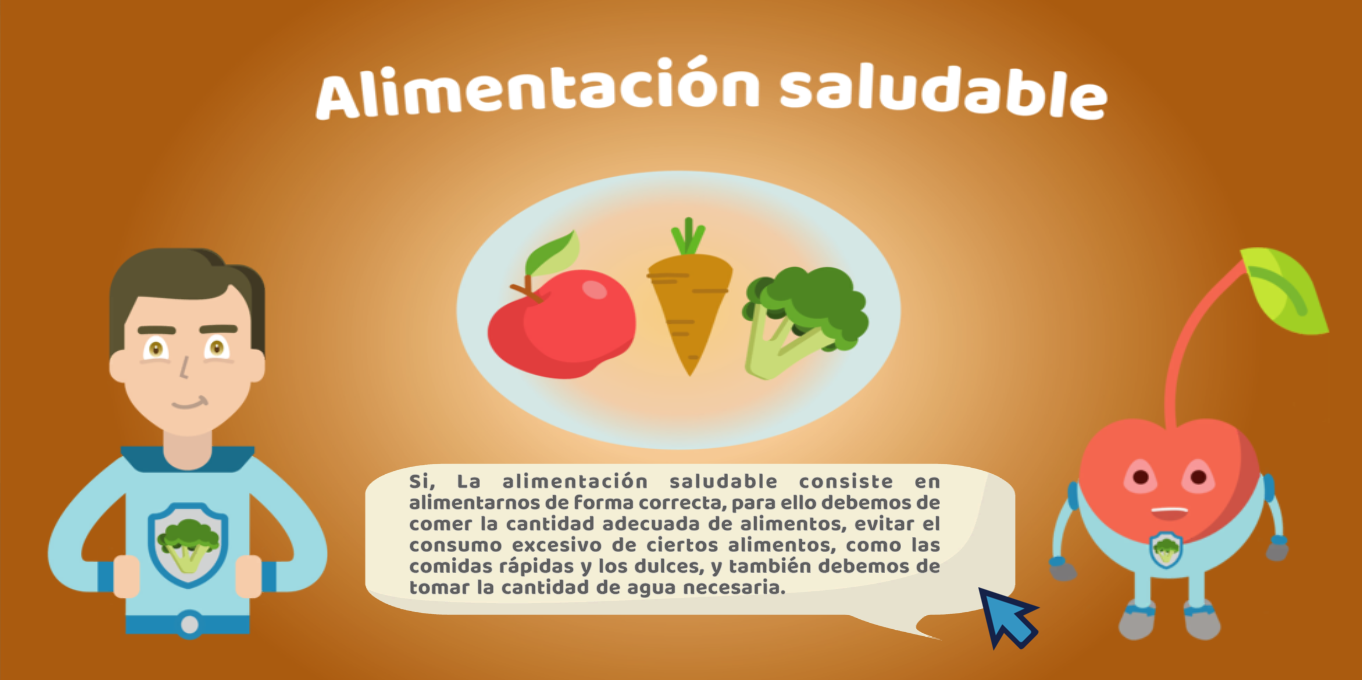 Alimentación saludable
Si, La alimentación saludable consiste en
alimentarnos de forma correcta, para ello debemos de
comer la cantidad adecuada de alimentos, evitar el
consumo excesivo de ciertos alimentos, como las
comidas rápidas y los dulces, y también debemos de
tomar la cantidad de agua necesaria.